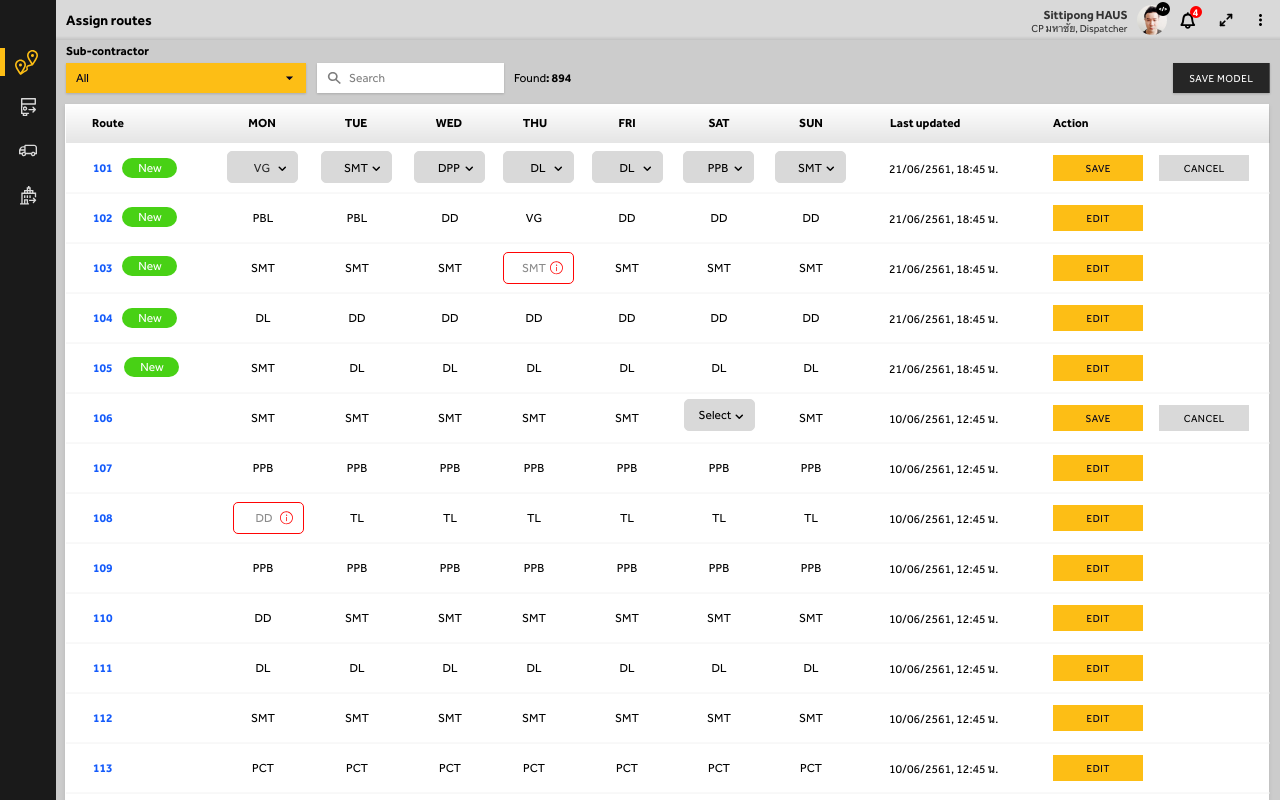 Assign routes
Sittipong HAUS
CP มหาชัย, Dispatcher
</>
4
Sub-contractor
All
Search
Found: 894
SAVE MODEL
Route MON TUE WED THU FRI SAT SUN Last updated Action
101 New VG SMT DPP DL DL PPB SMT 21/06/2561, 18:45 น. SAVE CANCEL
102 New PBL PBL DD VG DD DD DD 21/06/2561, 18:45 น. EDIT
103 New SMT SMT SMT SMT SMT SMT SMT 21/06/2561, 18:45 น. EDIT
104 New DL DD DD DD DD DD DD 21/06/2561, 18:45 น. EDIT
105 New SMT DL DL DL DL DL DL 21/06/2561, 18:45 น. EDIT
106 SMT SMT SMT SMT SMT Select SMT 10/06/2561, 12:45 น. SAVE CANCEL
107 PPB PPB PPB PPB PPB PPB PPB 10/06/2561, 12:45 น. EDIT
108 DD TL TL TL TL TL TL 10/06/2561, 12:45 น. EDIT
109 PPB PPB PPB PPB PPB PPB PPB 10/06/2561, 12:45 น. EDIT
110 DD SMT SMT SMT SMT SMT SMT 10/06/2561, 12:45 น. EDIT
111 DL DL DL DL DL DL DL 10/06/2561, 12:45 น. EDIT
112 SMT SMT SMT SMT SMT SMT SMT 10/06/2561, 12:45 น. EDIT
113 PCT PCT PCT PCT PCT PCT PCT 10/06/2561, 12:45 น. EDIT